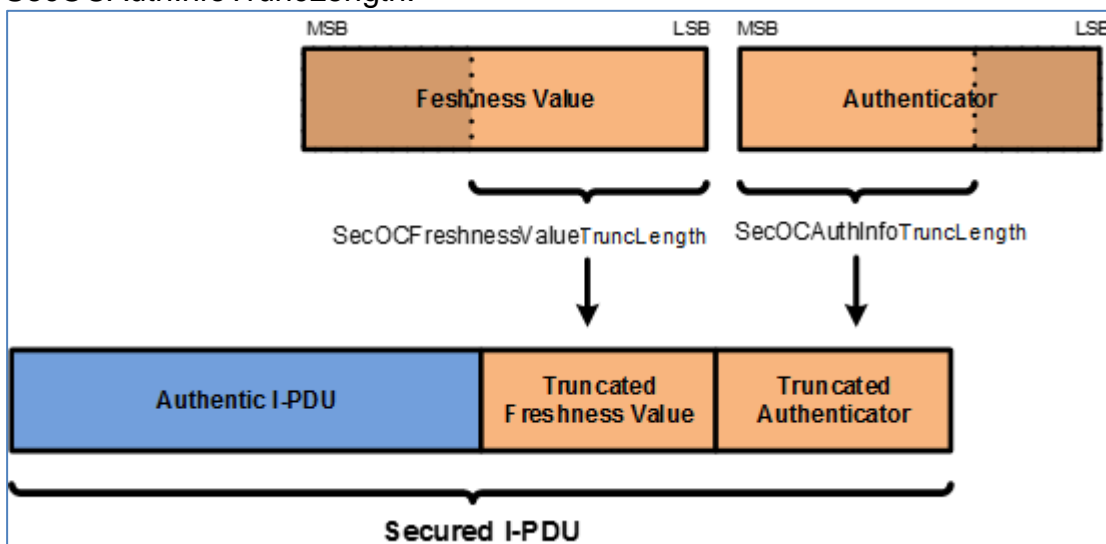 SecOCAuthInfoTruncLength.
MSB LSB MSB LSB
Feshness Value Authenticator
SecOCFreshnessValueTruncLength SecOCAuthInfoTruncLength
Authentic I-PDU Truncated Truncated
Freshness Value Authenticator
Secured I-PDU